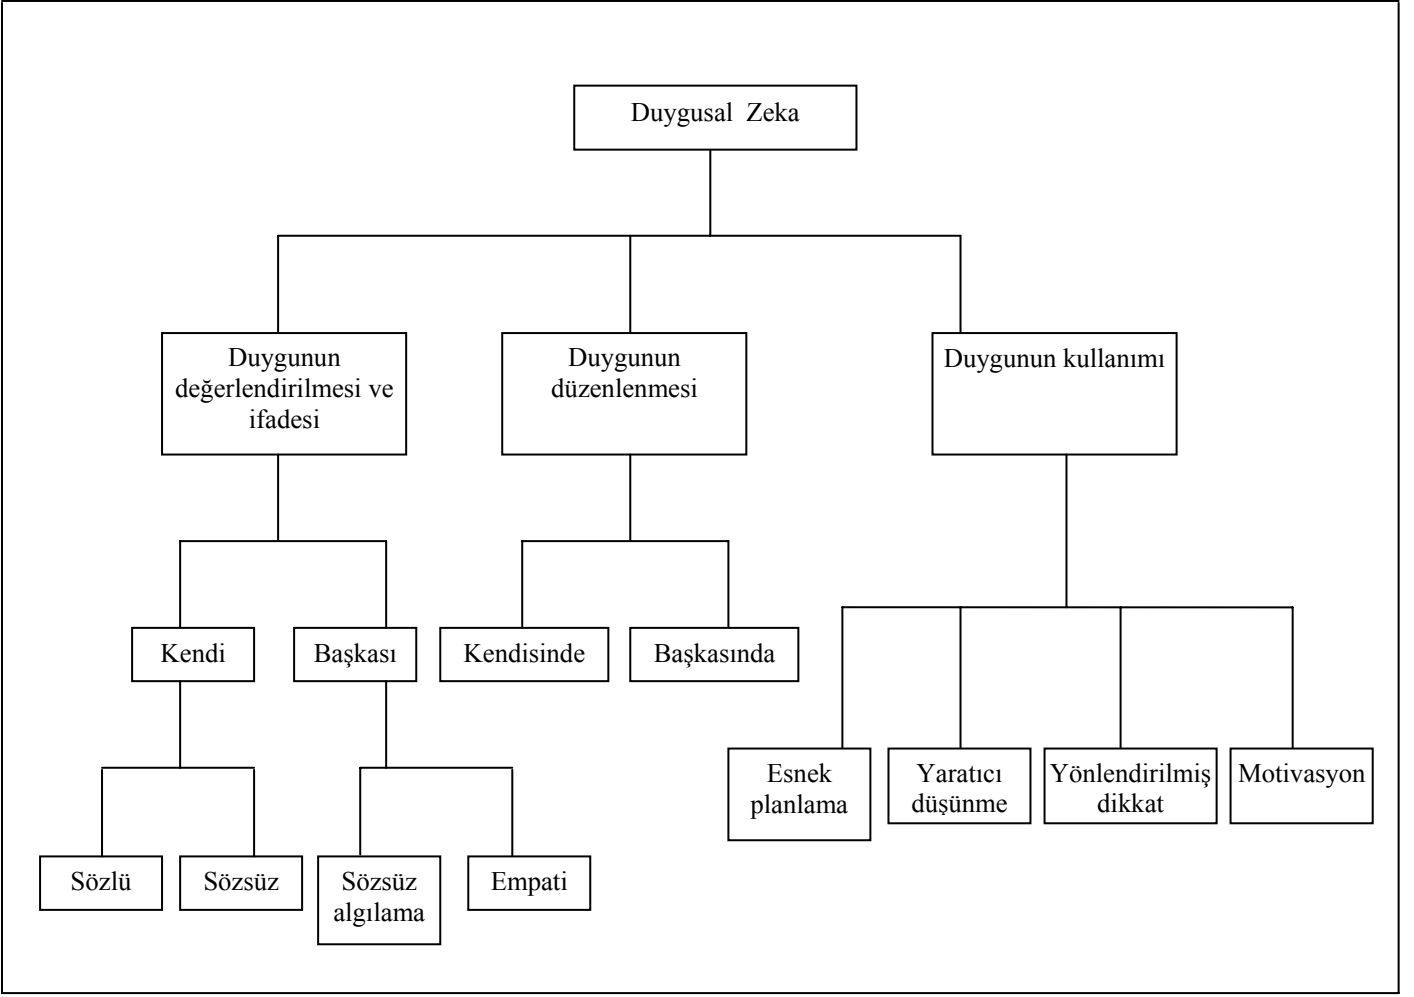 Duygusal Zeka
Duygunun
değerlendirilmesi ve
ifadesi
Duygunun
düzenlenmesi
Duygunun kullanımı
Kendi
Başkası
Kendisinde
Başkasında
Esnek
planlama
Yaratıcı
düşünme
Yönlendirilmiş
dikkat
Motivasyon
Sözlü
Sözsüz
Sözsüz
algılama
Empati